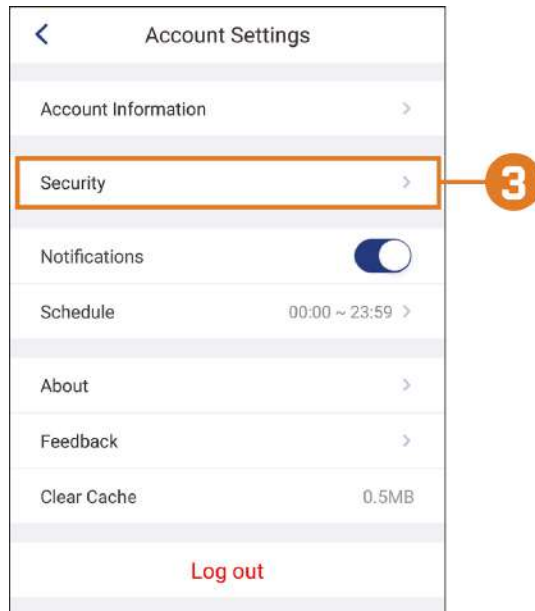 Account Settings
Account Information
Security
3
Notifications
Schedule 00:00 ~ 23:59
About
Feedback
Clear Cache 0.5MB
Log out